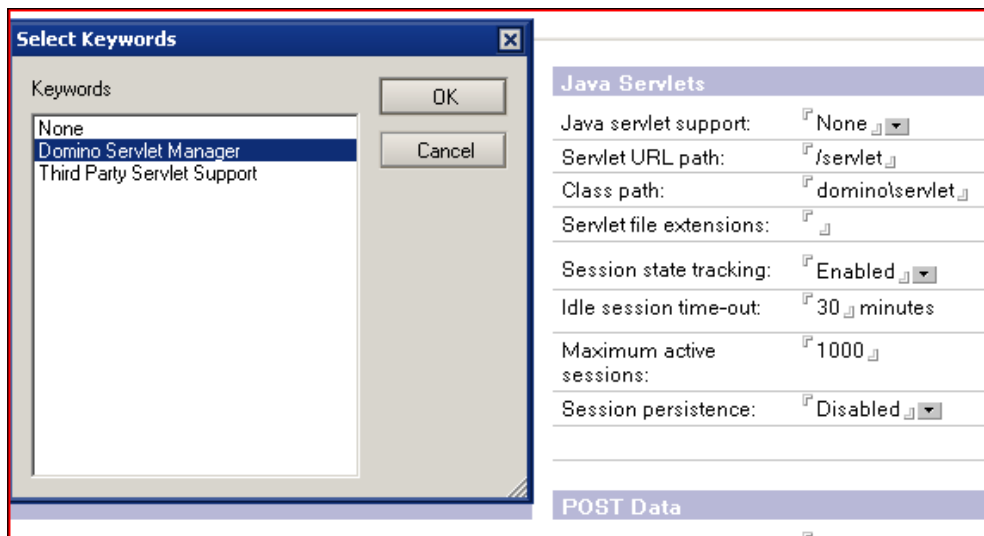 Select Keywords
Keywords
None
Domino Servlet Manager
Third Party Servlet Support
OK
Cancel
Java Servlets
Java servlet support: None
Servlet URL path: /servlet
Class path: domino\servlet
Servlet file extensions:
Session state tracking: Enabled
Idle session time-out: 30 minutes
Maximum active 1000
sessions:
Session persistence: Disabled
POST Data